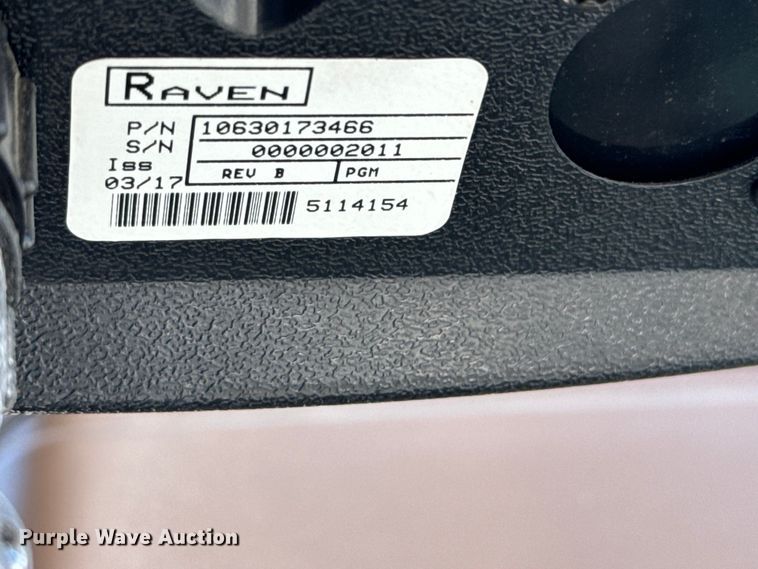 RAVEN
P/N 10630173466
S/N 0000002011
Iss REV B PGM
03/17
5114154
Purple Wave Auction